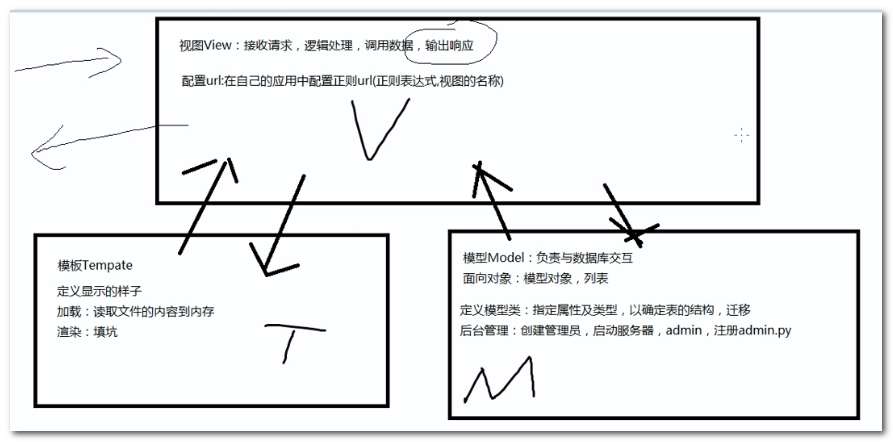 视图View：接收请求，逻辑处理，调用数据，输出响应
配置url:在自己的应用中配置正则url(正则表达式,视图的名称)
V
模板Tempate
定义显示的样子
加载：读取文件的内容到内存
渲染：填坑
T
模型Model：负责与数据库交互
面向对象：模型对象，列表
定义模型类：指定属性及类型，以确定表的结构，迁移
后台管理：创建管理员，启动服务器，admin，注册admin.py
M